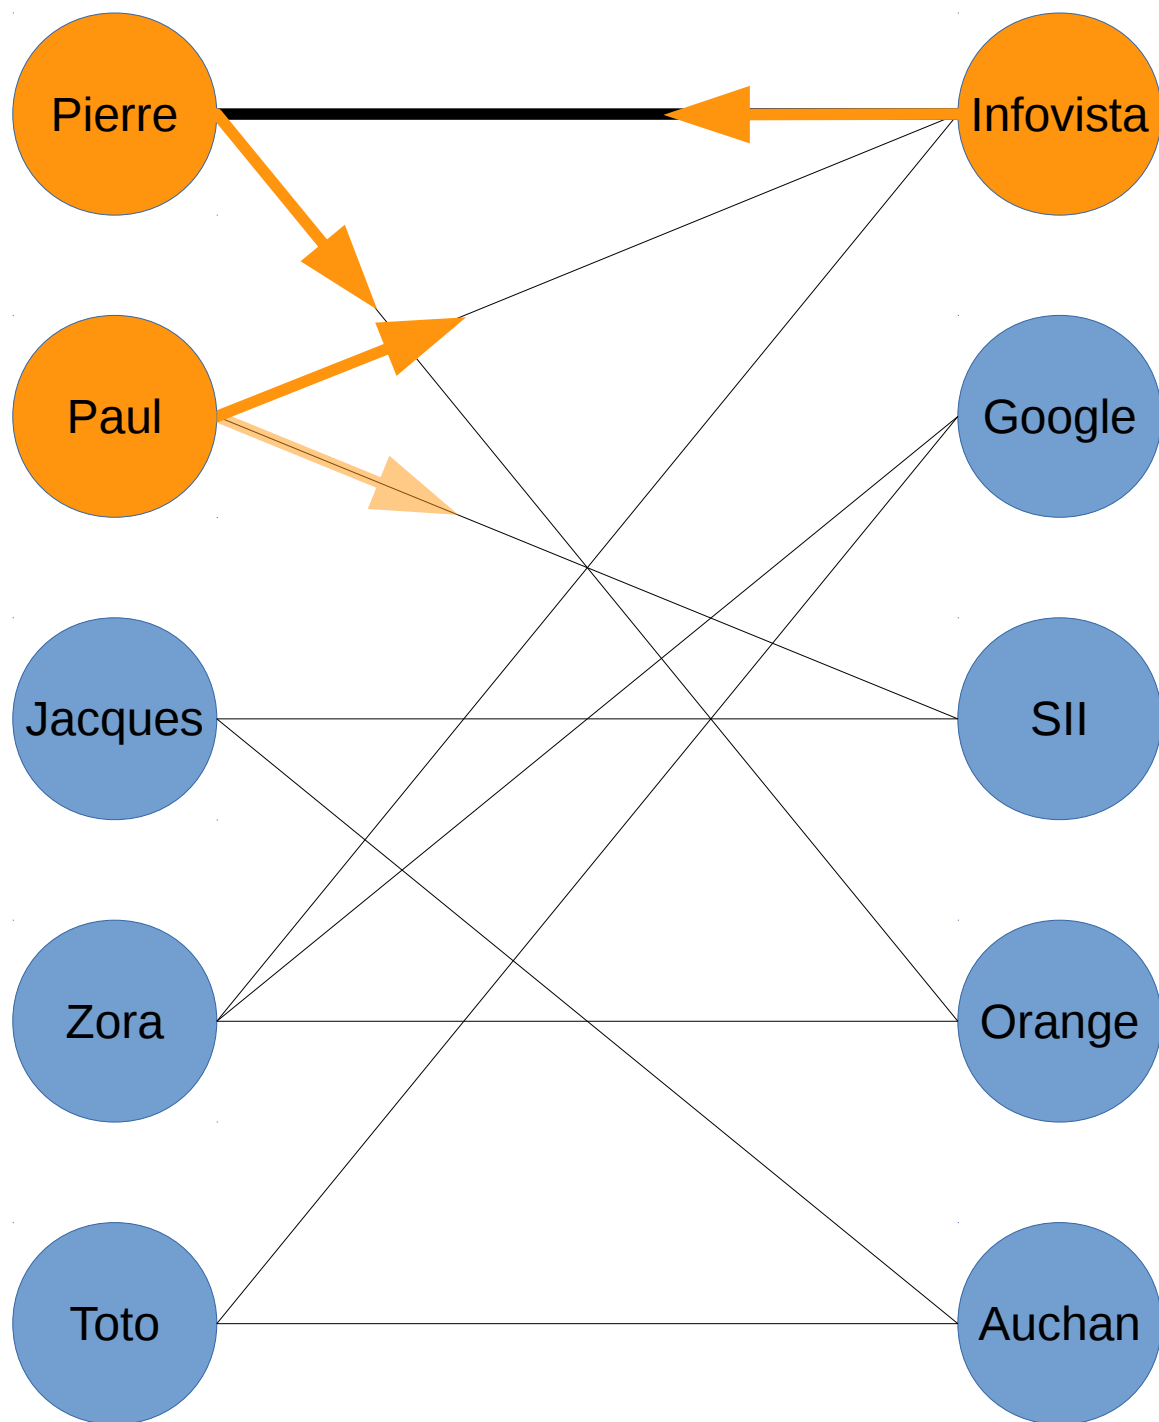 Pierre
Infovista
Paul
Google
Jacques
SII
Zora
Orange
Toto
Auchan